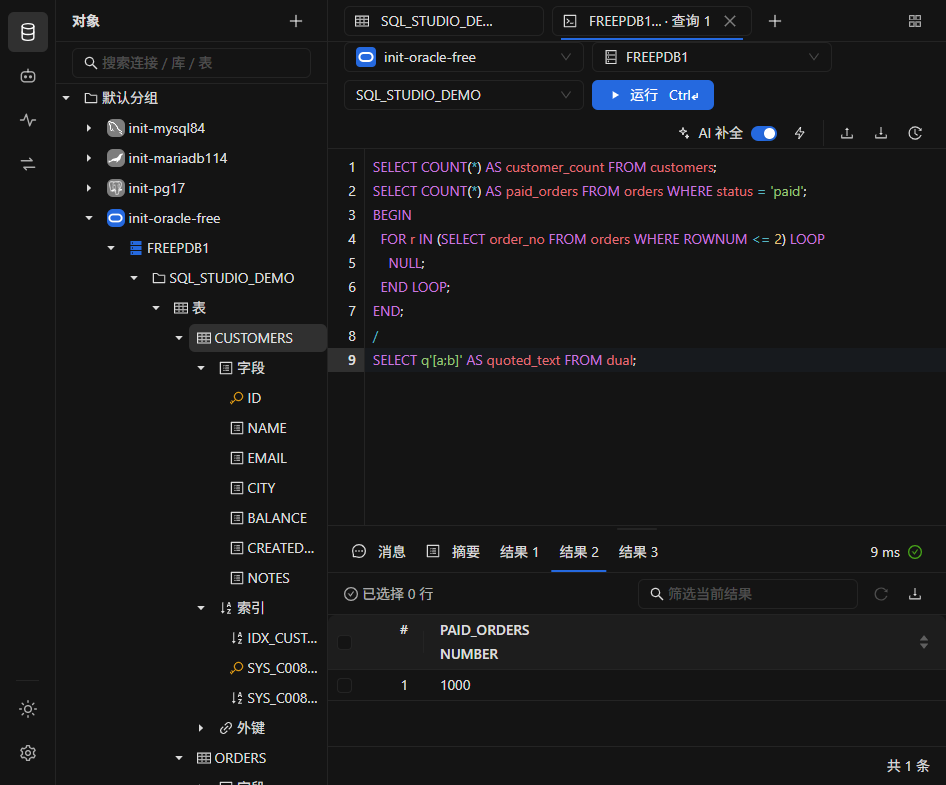 对象
搜索连接 / 库 / 表
默认分组
init-mysql84
init-mariadb114
init-pg17
init-oracle-free
FREEPDB1
SQL_STUDIO_DEMO
表
CUSTOMERS
字段
ID
NAME
EMAIL
CITY
BALANCE
CREATED...
NOTES
索引
IDX_CUST...
SYS_C008...
SYS_C008...
外键
ORDERS
SQL_STUDIO_DE...
FREEPDB1... · 查询 1
init-oracle-free
FREEPDB1
SQL_STUDIO_DEMO
运行 Ctrl↵
AI 补全
1 SELECT COUNT(*) AS customer_count FROM customers;
2 SELECT COUNT(*) AS paid_orders FROM orders WHERE status = 'paid';
3 BEGIN
4 FOR r IN (SELECT order_no FROM orders WHERE ROWNUM <= 2) LOOP
5 NULL;
6 END LOOP;
7 END;
8 /
9 SELECT q'[a;b]' AS quoted_text FROM dual;
消息 摘要 结果 1 结果 2 结果 3 9 ms
已选择 0 行
筛选当前结果
# PAID_ORDERS
NUMBER
1 1000
共 1 条